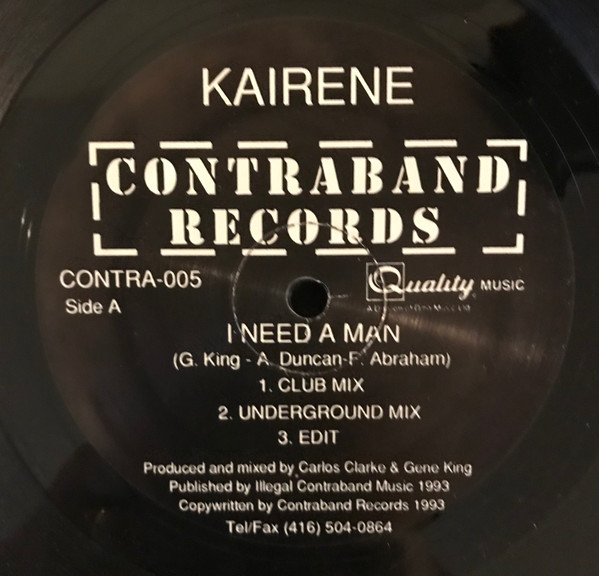 KAIRENE
CONTRABAND
RECORDS
CONTRA-005
Quality MUSIC
Side A
I NEED A MAN
(G. King - A. Duncan-F. Abraham)
1. CLUB MIX
2. UNDERGROUND MIX
3. EDIT
Produced and mixed by Carlos Clarke & Gene King
Published by Illegal Contraband Music 1993
Copywritten by Contraband Records 1993
Tel/Fax (416) 504-0864